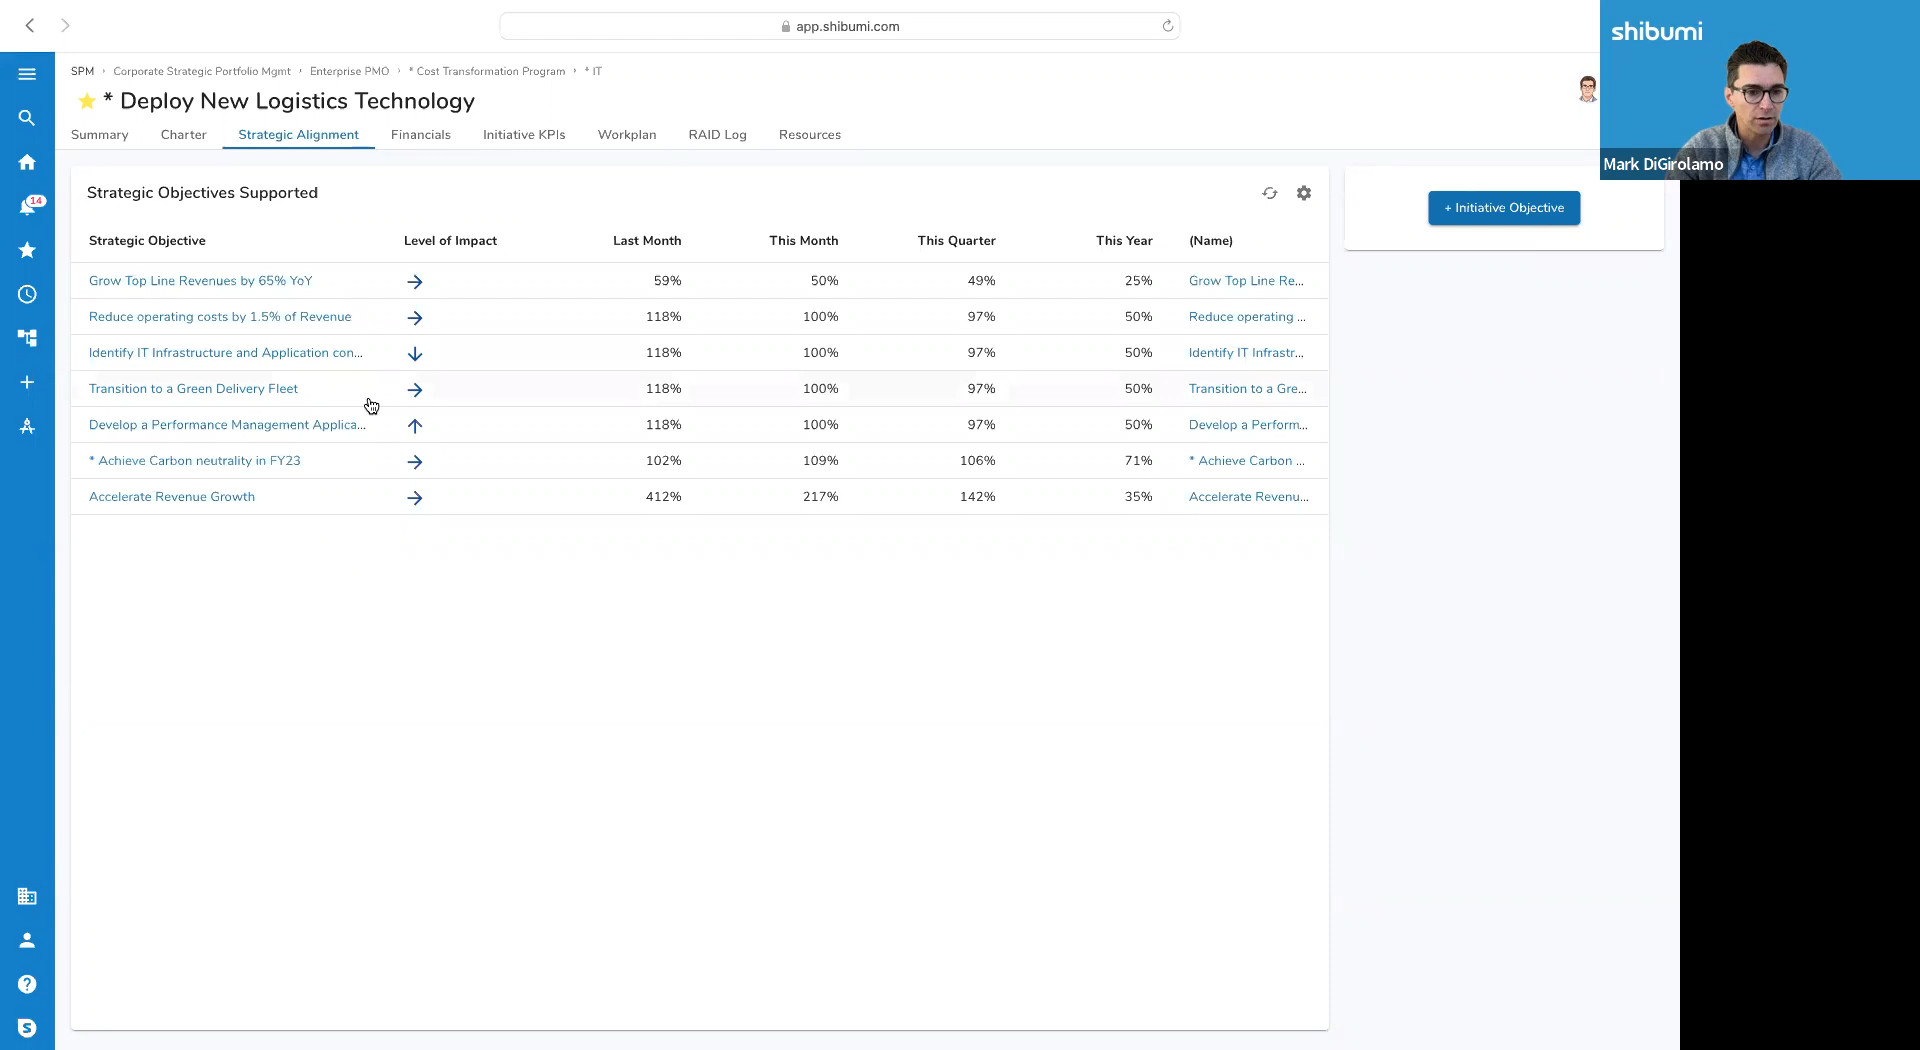 app.shibumi.com
shibumi
Mark DiGirolamo
14
SPM › Corporate Strategic Portfolio Mgmt › Enterprise PMO › * Cost Transformation Program › * IT
* Deploy New Logistics Technology
Summary Charter Strategic Alignment Financials Initiative KPIs Workplan RAID Log Resources
Strategic Objectives Supported
+ Initiative Objective
Strategic Objective Level of Impact Last Month This Month This Quarter This Year (Name)
Grow Top Line Revenues by 65% YoY 59% 50% 49% 25% Grow Top Line Re...
Reduce operating costs by 1.5% of Revenue 118% 100% 97% 50% Reduce operating ...
Identify IT Infrastructure and Application con... 118% 100% 97% 50% Identify IT Infrastr...
Transition to a Green Delivery Fleet 118% 100% 97% 50% Transition to a Gre...
Develop a Performance Management Applica... 118% 100% 97% 50% Develop a Perform...
* Achieve Carbon neutrality in FY23 102% 109% 106% 71% * Achieve Carbon ...
Accelerate Revenue Growth 412% 217% 142% 35% Accelerate Revenu...